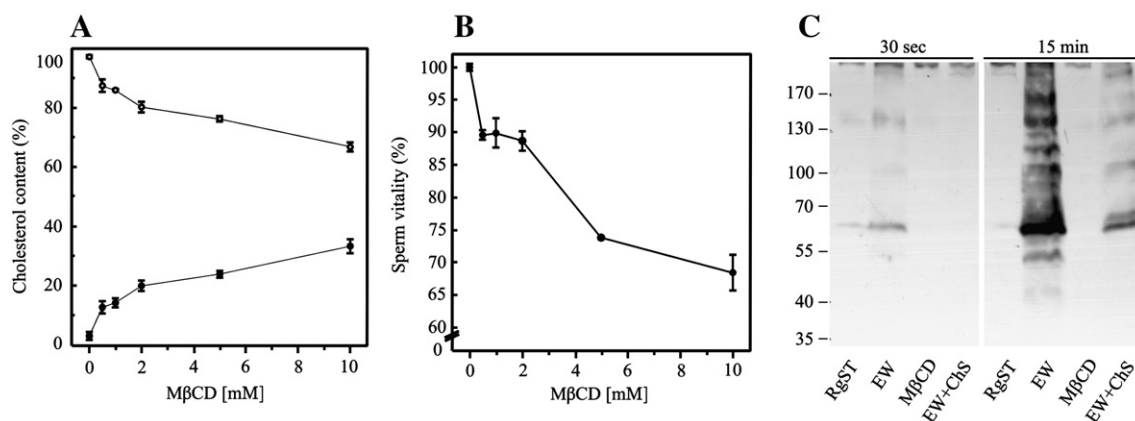 A
Cholesterol content (%)
100
80
60
40
20
0
0 2 4 6 8 10
MβCD [mM]
B
Sperm vitality (%)
100
95
90
85
80
75
70
65
60
0
0 2 4 6 8 10
MβCD [mM]
C
30 sec 15 min
170
130
100
70
55
40
35
RgST EW MβCD EW+ChS RgST EW MβCD EW+ChS